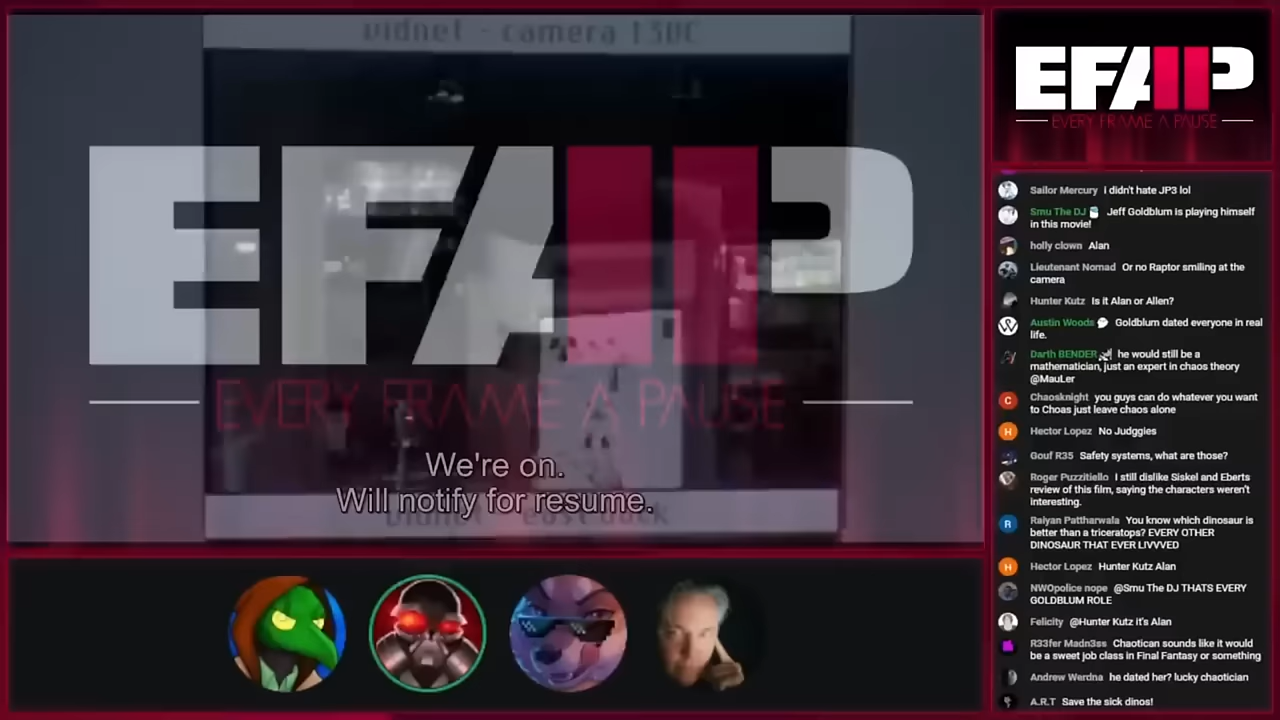 vidnet - camera 13DC
EFAP
EVERY FRAME A PAUSE
We're on.
Will notify for resume.
vidnet - east dock
EFAP
EVERY FRAME A PAUSE
Sailor Mercury i didn't hate JP3 lol
Smu The DJ Jeff Goldblum is playing himself
in this movie!
holly clown Alan
Lieutenant Nomad Or no Raptor smiling at the
camera
Hunter Kutz Is it Alan or Allen?
Austin Woods Goldblum dated everyone in real
life.
Darth BENDER he would still be a
mathematician, just an expert in chaos theory
@MauLer
Chaosknight you guys can do whatever you want
to Choas just leave chaos alone
Hector Lopez No Judggies
Gouf R35 Safety systems, what are those?
Roger Puzzitiello I still dislike Siskel and Eberts
review of this film, saying the characters weren't
interesting.
Raiyan Pattharwala You know which dinosaur is
better than a triceratops? EVERY OTHER
DINOSAUR THAT EVER LIVVVED
Hector Lopez Hunter Kutz Alan
NWOpolice nope @Smu The DJ THATS EVERY
GOLDBLUM ROLE
Felicity @Hunter Kutz it's Alan
R33fer Madn3ss Chaotican sounds like it would
be a sweet job class in Final Fantasy or something
Andrew Werdna he dated her? lucky chaotician
A.R.T Save the sick dinos!